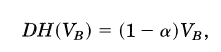 DH(V_B) = (1 − α)V_B,